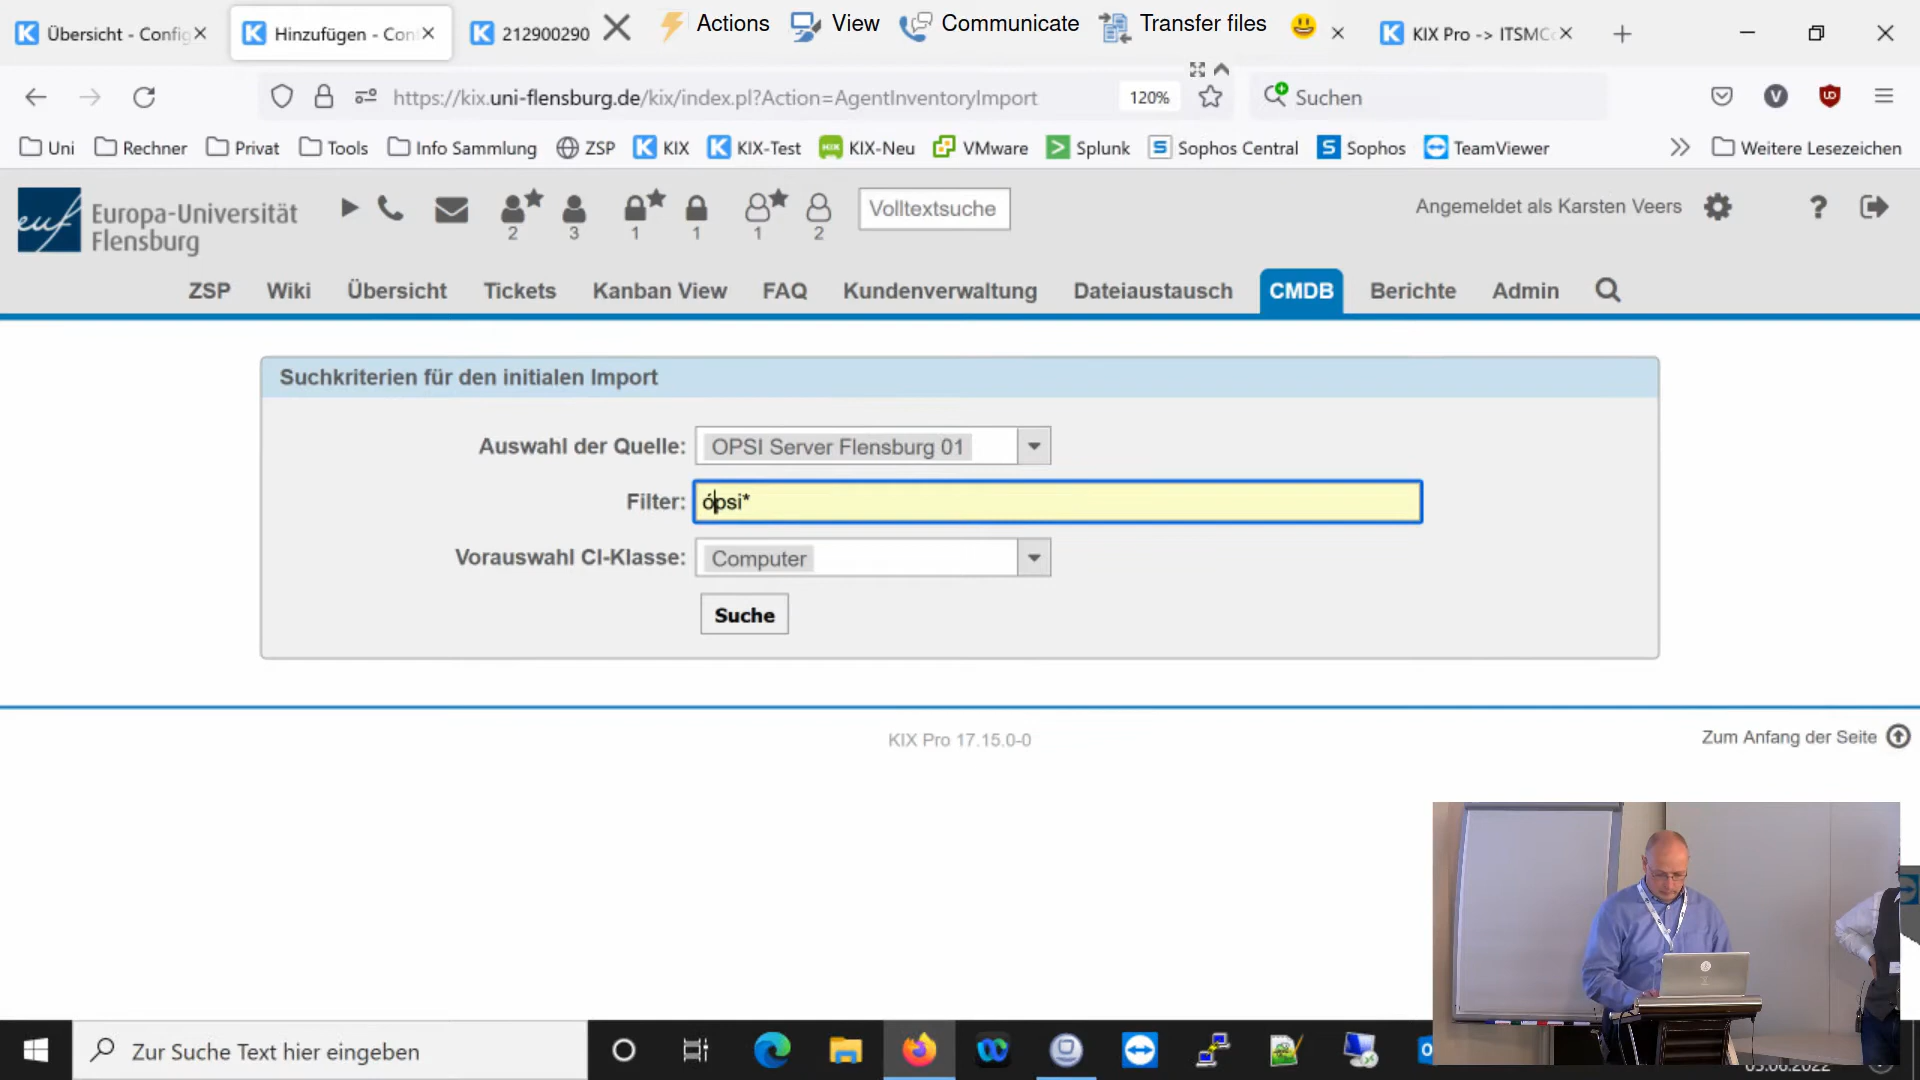 Übersicht - Config
Hinzufügen - Con
212900290
Actions
View
Communicate
Transfer files
KIX Pro -> ITSMCo
https://kix.uni-flensburg.de/kix/index.pl?Action=AgentInventoryImport
120%
Suchen
Uni
Rechner
Privat
Tools
Info Sammlung
ZSP
KIX
KIX-Test
KIX-Neu
VMware
Splunk
Sophos Central
Sophos
TeamViewer
Weitere Lesezeichen
euf
Europa-Universität
Flensburg
2
3
1
1
1
2
Volltextsuche
Angemeldet als Karsten Veers
ZSP
Wiki
Übersicht
Tickets
Kanban View
FAQ
Kundenverwaltung
Dateiaustausch
CMDB
Berichte
Admin
Suchkriterien für den initialen Import
Auswahl der Quelle: OPSI Server Flensburg 01
Filter: ópsi*
Vorauswahl CI-Klasse: Computer
Suche
KIX Pro 17.15.0-0
Zum Anfang der Seite
Zur Suche Text hier eingeben